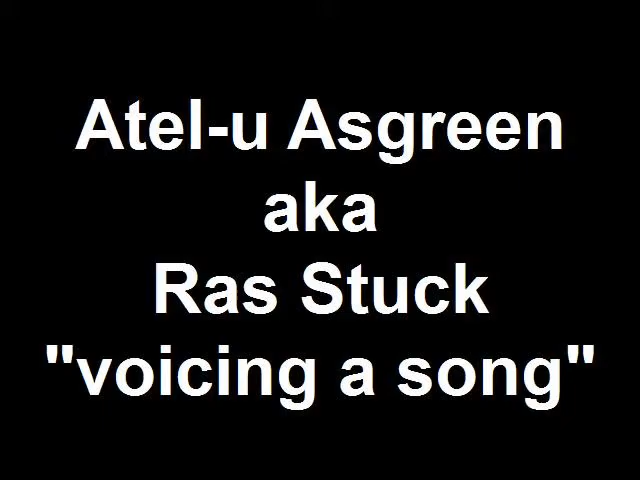 Atel-u Asgreen
aka
Ras Stuck
"voicing a song"